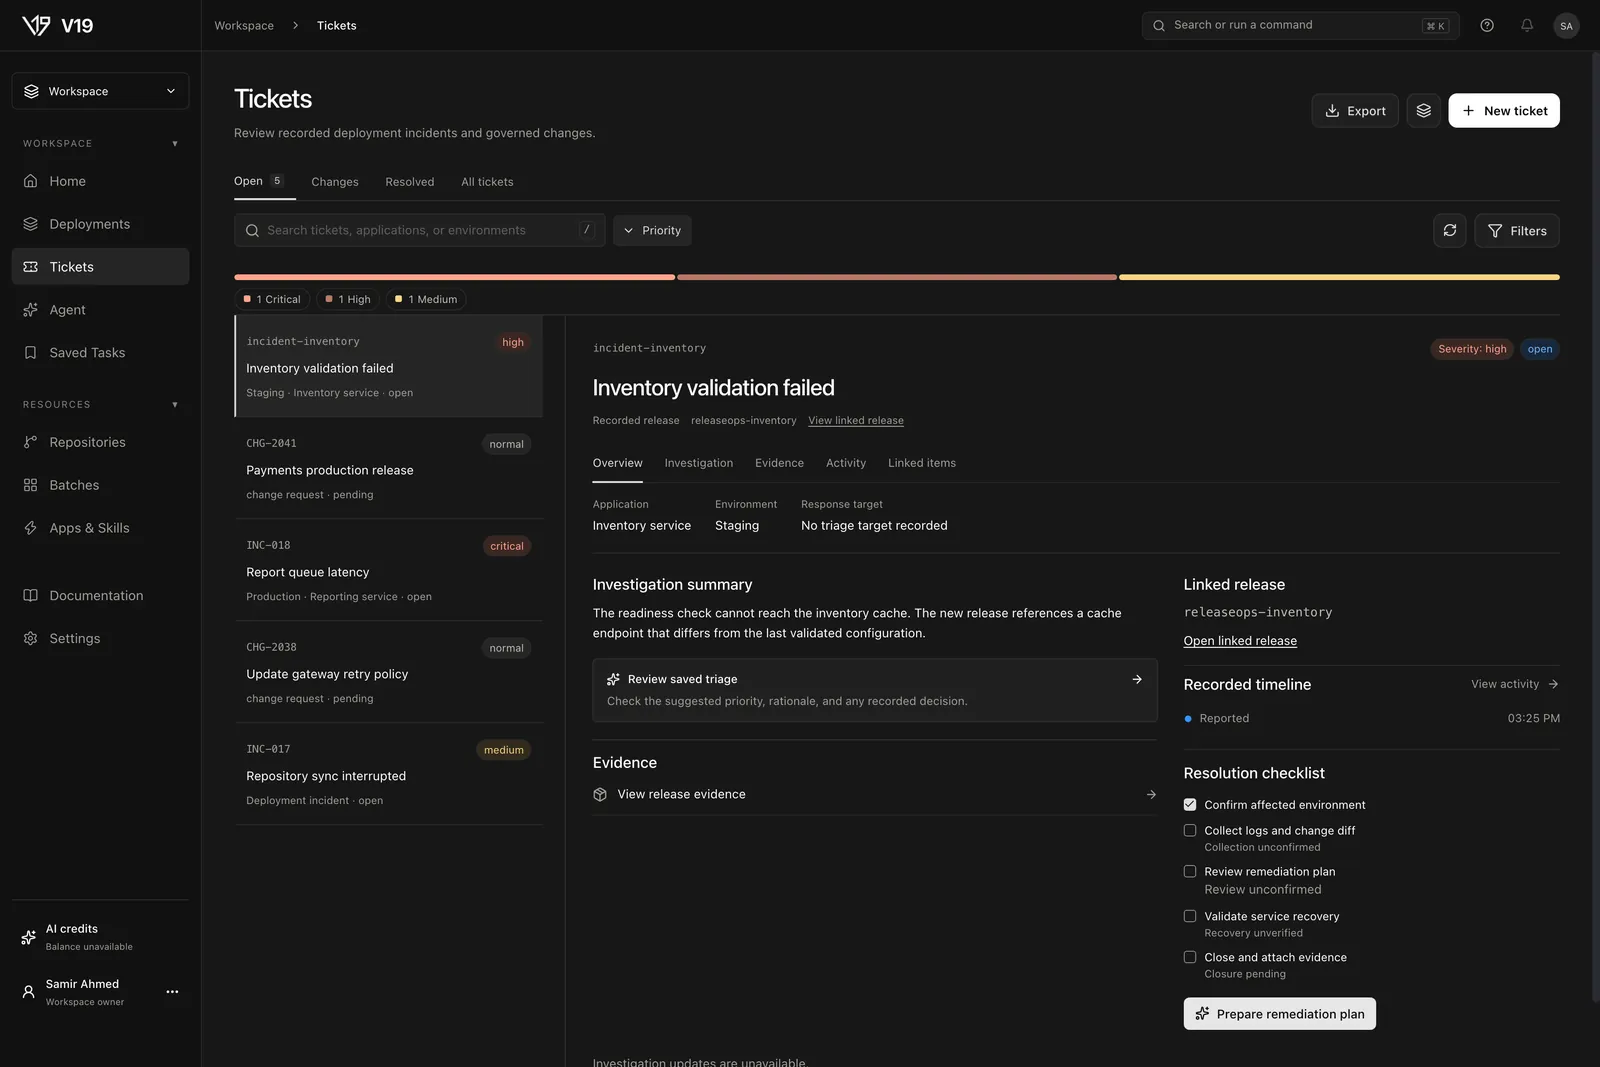 V19
Workspace > Tickets
Search or run a command
⌘ K
SA
Workspace
WORKSPACE
Home
Deployments
Tickets
Agent
Saved Tasks
RESOURCES
Repositories
Batches
Apps & Skills
Documentation
Settings
AI credits
Balance unavailable
Samir Ahmed
Workspace owner
Tickets
Review recorded deployment incidents and governed changes.
Export
New ticket
Open 5
Changes
Resolved
All tickets
Search tickets, applications, or environments
/
Priority
Filters
1 Critical
1 High
1 Medium
incident-inventory
high
Inventory validation failed
Staging · Inventory service · open
CHG-2041
normal
Payments production release
change request · pending
INC-018
critical
Report queue latency
Production · Reporting service · open
CHG-2038
normal
Update gateway retry policy
change request · pending
INC-017
medium
Repository sync interrupted
Deployment incident · open
incident-inventory
Severity: high
open
Inventory validation failed
Recorded release releaseops-inventory View linked release
Overview
Investigation
Evidence
Activity
Linked items
Application
Inventory service
Environment
Staging
Response target
No triage target recorded
Investigation summary
The readiness check cannot reach the inventory cache. The new release references a cache
endpoint that differs from the last validated configuration.
Review saved triage
Check the suggested priority, rationale, and any recorded decision.
Evidence
View release evidence
Linked release
releaseops-inventory
Open linked release
Recorded timeline
View activity
Reported
03:25 PM
Resolution checklist
Confirm affected environment
Collect logs and change diff
Collection unconfirmed
Review remediation plan
Review unconfirmed
Validate service recovery
Recovery unverified
Close and attach evidence
Closure pending
Prepare remediation plan
Investigation updates are unavailable.